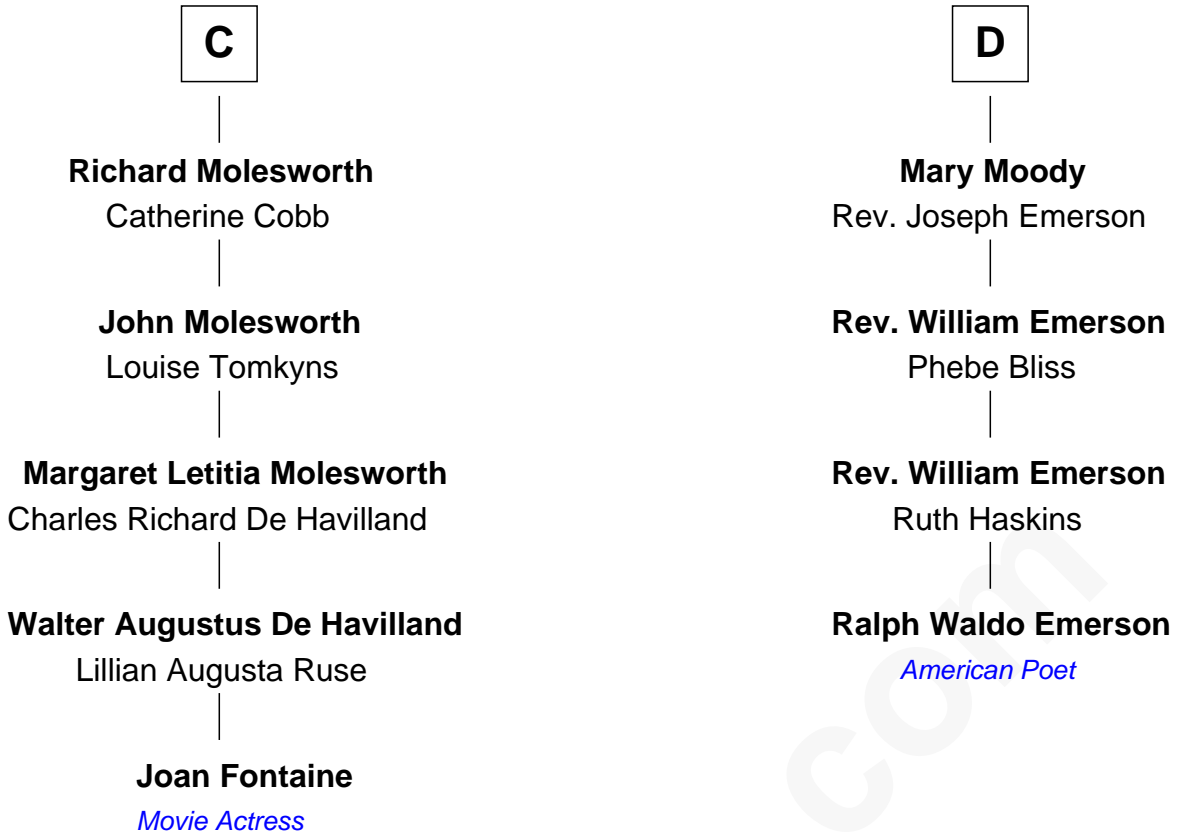 C
Richard Molesworth
Catherine Cobb
John Molesworth
Louise Tomkyns
Margaret Letitia Molesworth
Charles Richard De Havilland
Walter Augustus De Havilland
Lillian Augusta Ruse
Joan Fontaine
Movie Actress
D
Mary Moody
Rev. Joseph Emerson
Rev. William Emerson
Phebe Bliss
Rev. William Emerson
Ruth Haskins
Ralph Waldo Emerson
American Poet
com